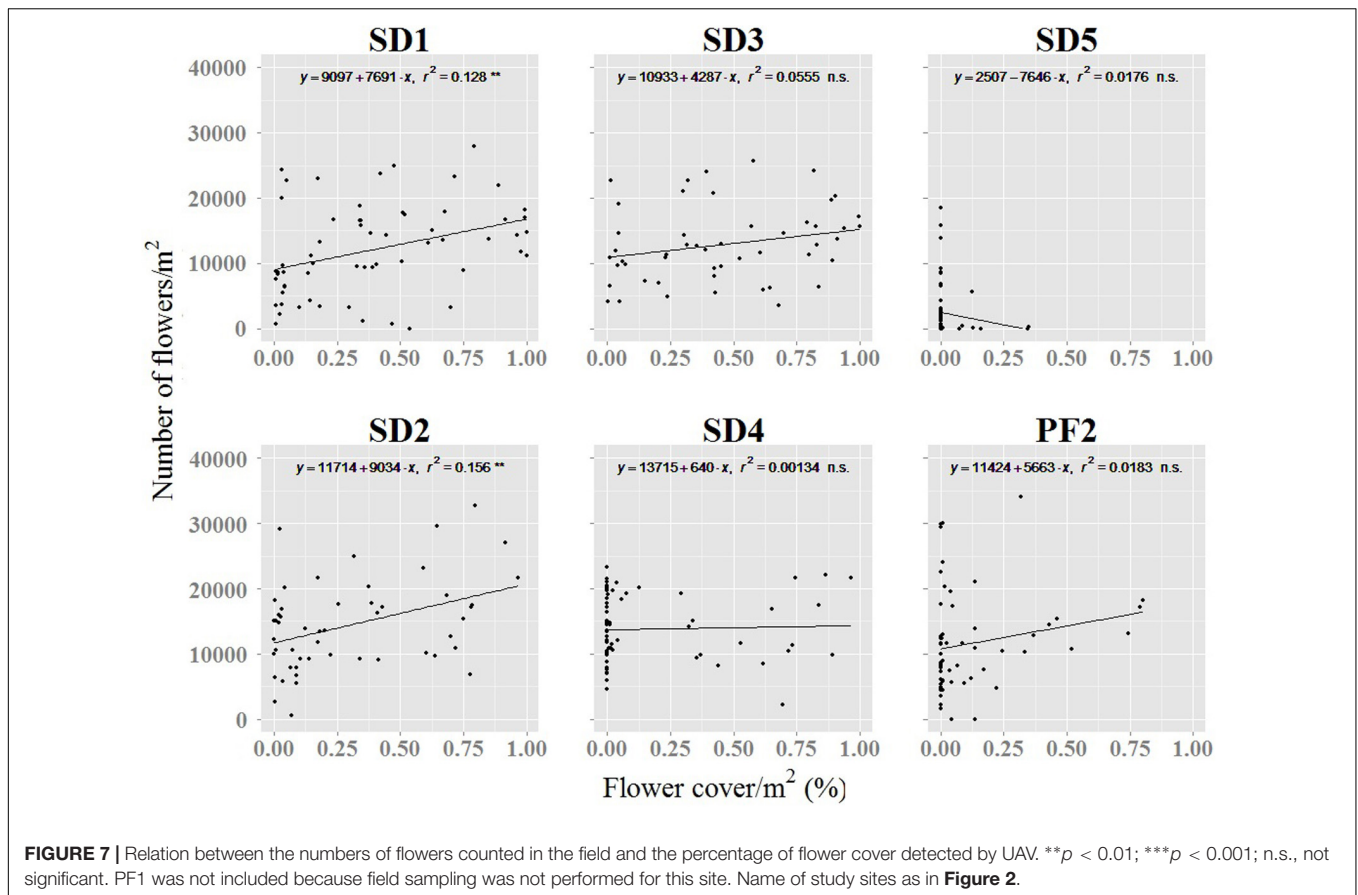 SD1
y = 9097 + 7691 · x, r² = 0.128 **
SD3
y = 10933 + 4287 · x, r² = 0.0555 n.s.
SD5
y = 2507 − 7646 · x, r² = 0.0176 n.s.
40000
30000
20000
10000
0
0.00 0.25 0.50 0.75 1.00
0.00 0.25 0.50 0.75 1.00
0.00 0.25 0.50 0.75 1.00
Number of flowers/m²
SD2
y = 11714 + 9034 · x, r² = 0.156 **
SD4
y = 13715 + 640 · x, r² = 0.00134 n.s.
PF2
y = 11424 + 5663 · x, r² = 0.0183 n.s.
40000
30000
20000
10000
0
0.00 0.25 0.50 0.75 1.00
0.00 0.25 0.50 0.75 1.00
0.00 0.25 0.50 0.75 1.00
Flower cover/m² (%)
FIGURE 7 | Relation between the numbers of flowers counted in the field and the percentage of flower cover detected by UAV. **p < 0.01; ***p < 0.001; n.s., not
significant. PF1 was not included because field sampling was not performed for this site. Name of study sites as in Figure 2.